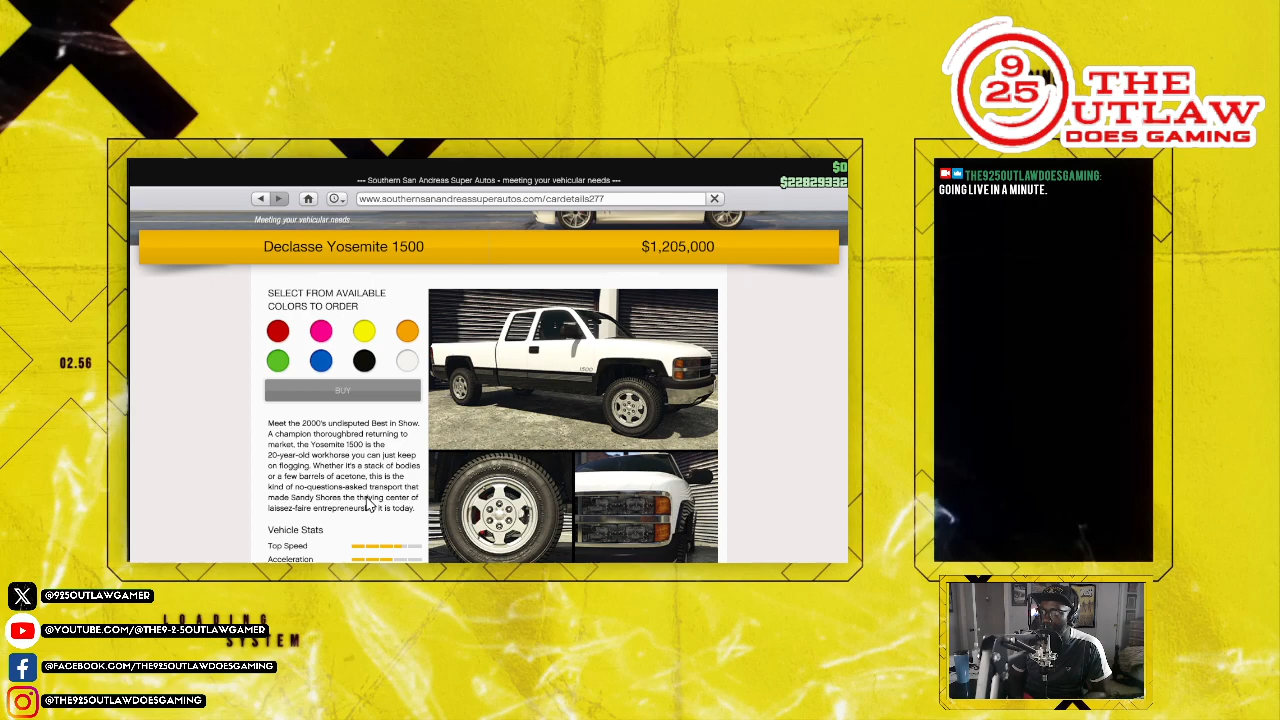 9
25
THE
OUTLAW
DOES GAMING
--- Southern San Andreas Super Autos - meeting your vehicular needs ---
$0
$22829332
www.southernsanandreassuperautos.com/cardetails277
Meeting your vehicular needs
Declasse Yosemite 1500
$1,205,000
SELECT FROM AVAILABLE
COLORS TO ORDER
BUY
Meet the 2000's undisputed Best in Show.
A champion thoroughbred returning to
market, the Yosemite 1500 is the
20-year-old workhorse you can just keep
on flogging. Whether it's a stack of bodies
or a few barrels of acetone, this is the
kind of no-questions-asked transport that
made Sandy Shores the thriving center of
laissez-faire entrepreneurship it is today.
Vehicle Stats
Top Speed
Acceleration
1500
THE925OUTLAWDOESGAMING:
GOING LIVE IN A MINUTE.
02.56
@925OUTLAWGAMER
LOADING
SYSTEM
@YOUTUBE.COM/@THE9-2-5OUTLAWGAMER
@FACEBOOK.COM/THE925OUTLAWDOESGAMING
@THE925OUTLAWDOESGAMING